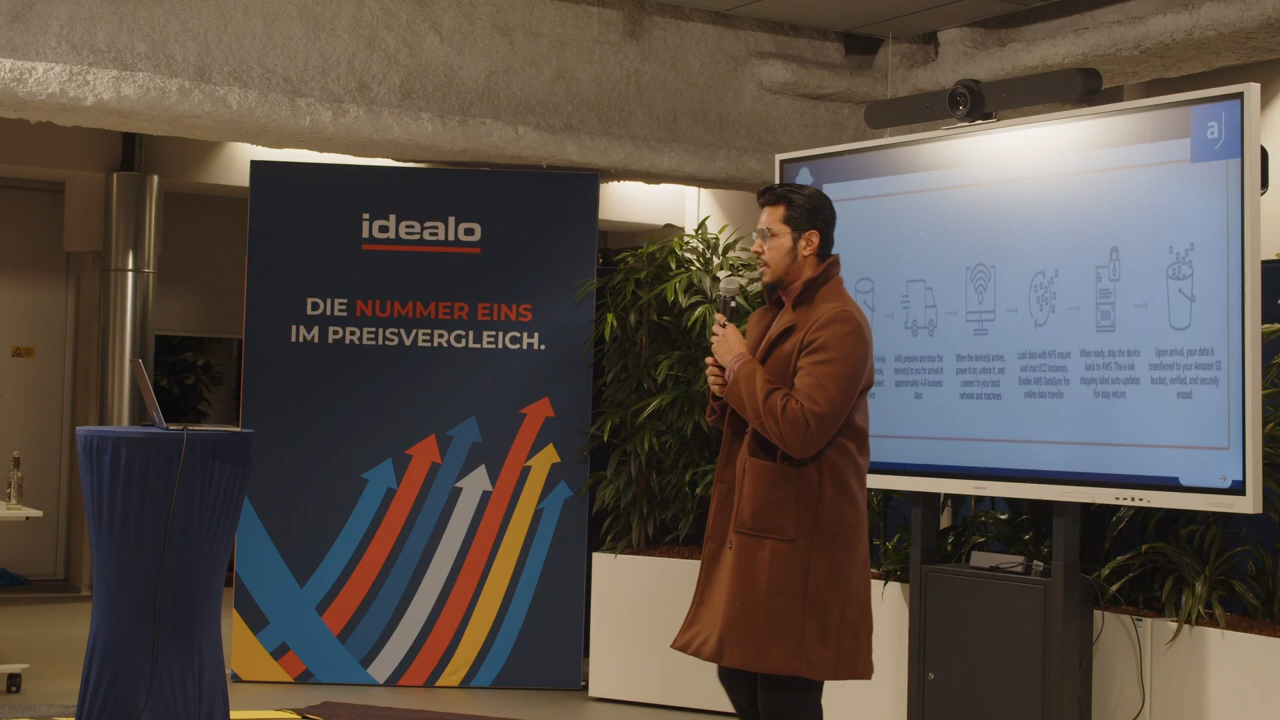 idealo
DIE NUMMER EINS
IM PREISVERGLEICH.
a
AWS prepares and ships the
device(s) to you for arrival in
approximately 4-6 business
days
When the device(s) arrives,
power it on, unlock it, and
connect to your local
network and machines
Load data with NFS mount
and start EC2 instances.
Enable AWS DataSync for
online data transfer
When ready, ship the device
back to AWS. The e-ink
shipping label auto-updates
for easy return
Upon arrival, your data is
transferred to your Amazon S3
bucket, verified, and securely
erased